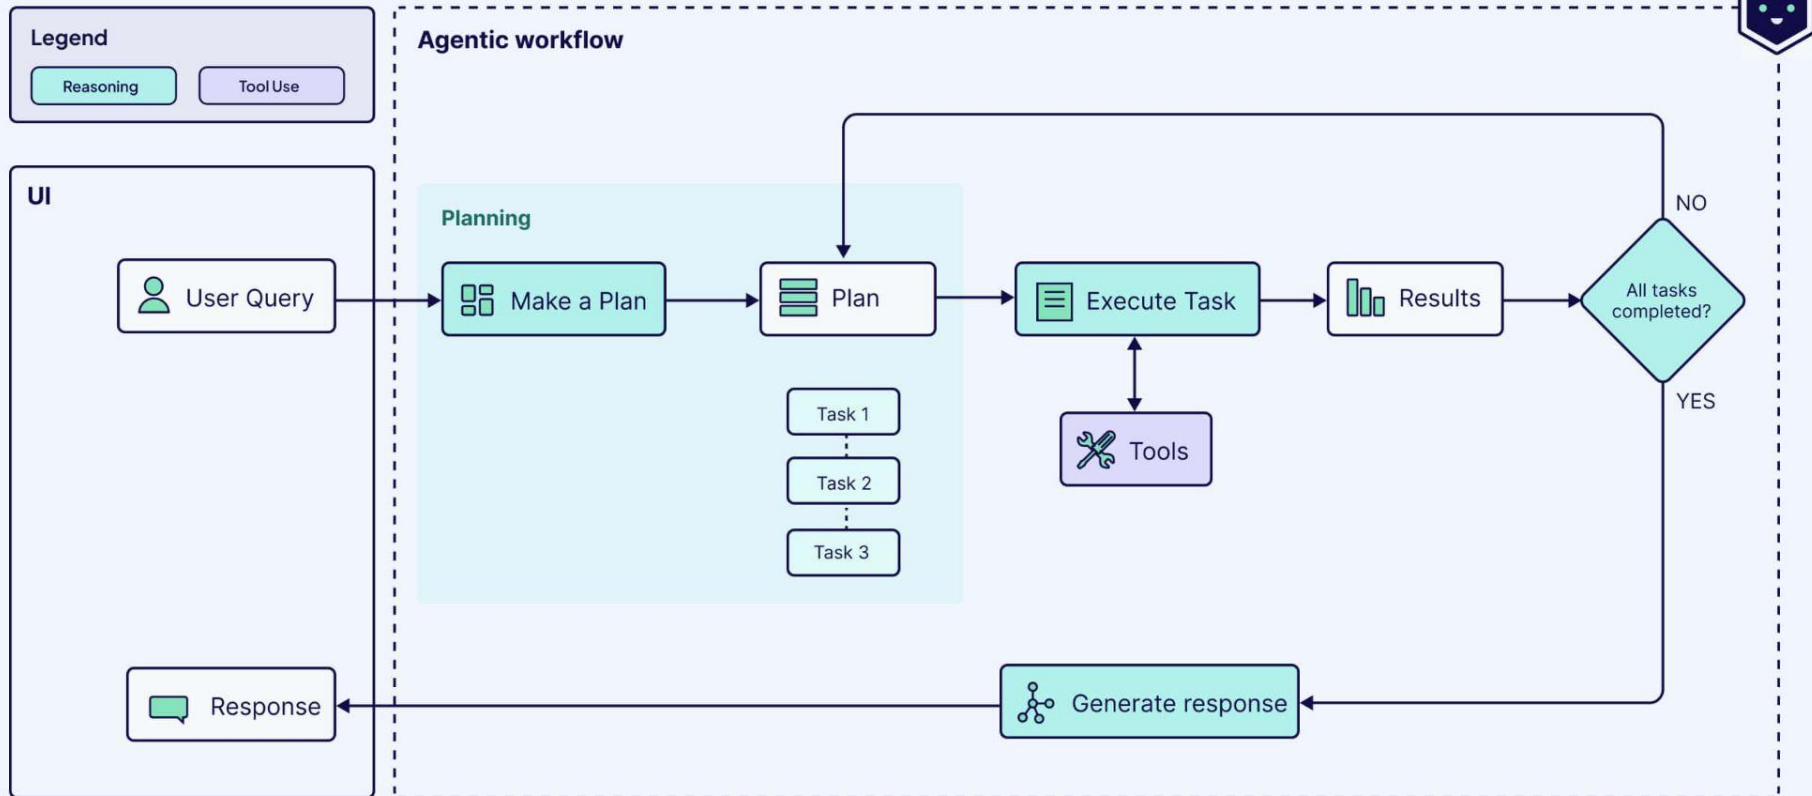 Legend
Reasoning
Tool Use
Agentic workflow
UI
Planning
NO
User Query
Make a Plan
Plan
Execute Task
Results
All tasks
completed?
YES
Task 1
Tools
Task 2
Task 3
Response
Generate response